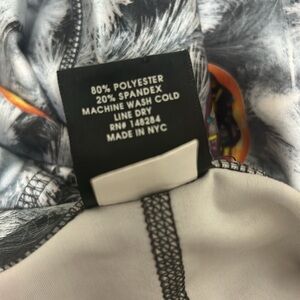 80% POLYESTER
20% SPANDEX
MACHINE WASH COLD
LINE DRY
RN# 148284
MADE IN NYC